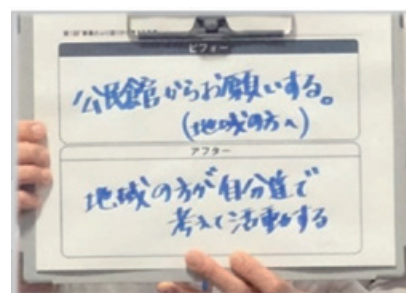 ビフォー
公民館からお願いする。
(地域の方へ)
アフター
地域の方が自分達で
考えて活動する